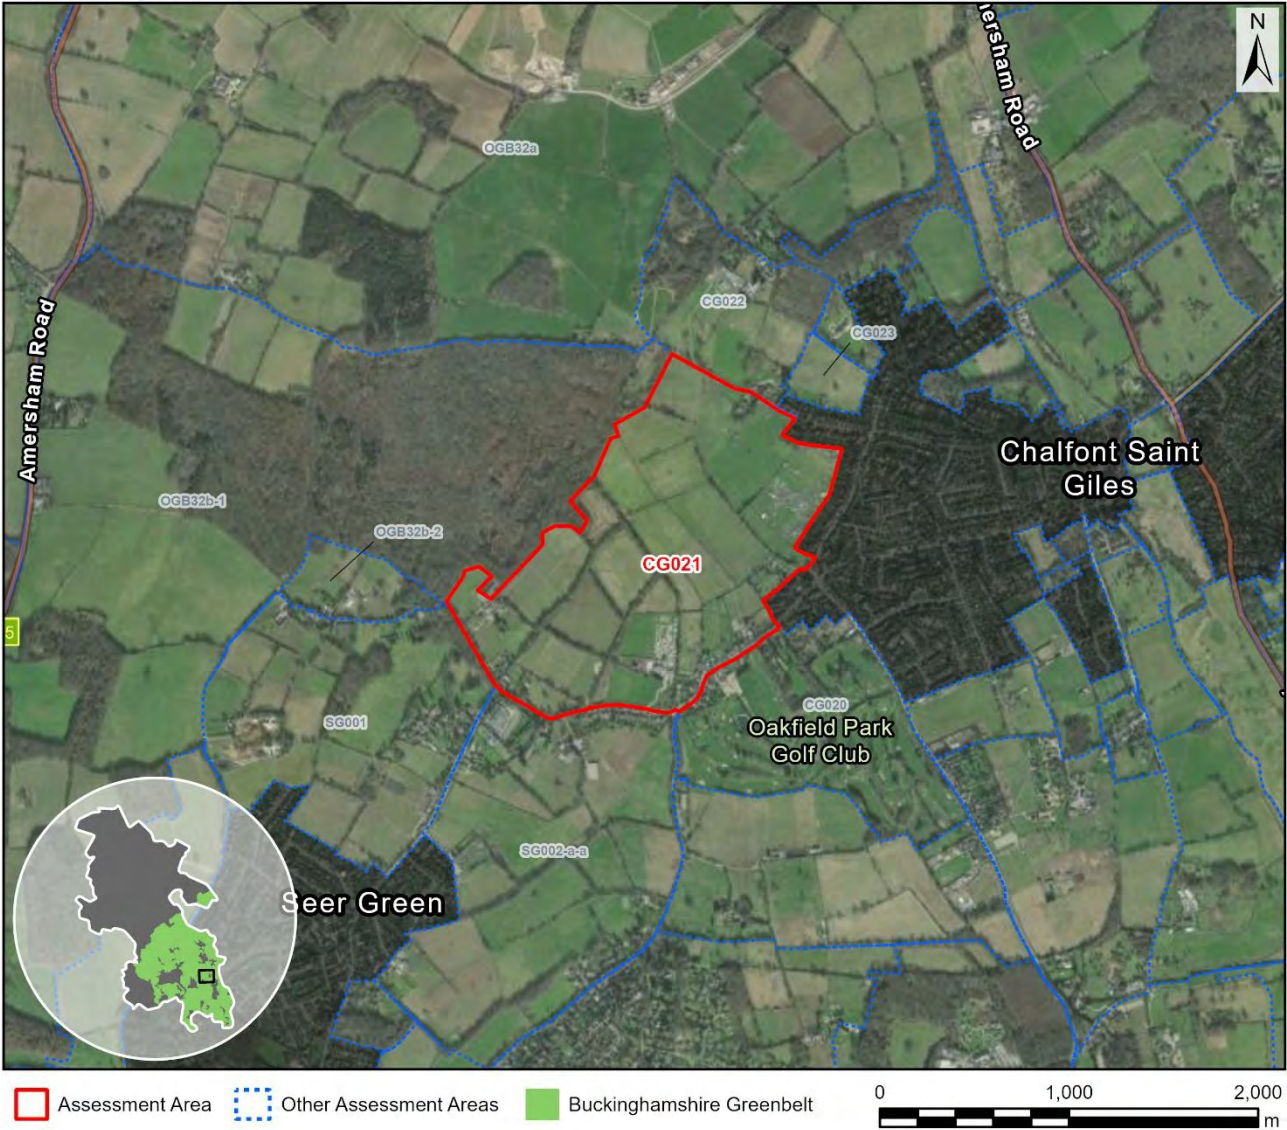 N
Amersham Road
OGB32a
CG022
CG023
Amersham Road
Chalfont Saint
Giles
OGB32b-1
OGB32b-2
CG021
5
SG001
CG020
Oakfield Park
Golf Club
SG002-a-a
Seer Green
Assessment Area
Other Assessment Areas
Buckinghamshire Greenbelt
0 1,000 2,000
m